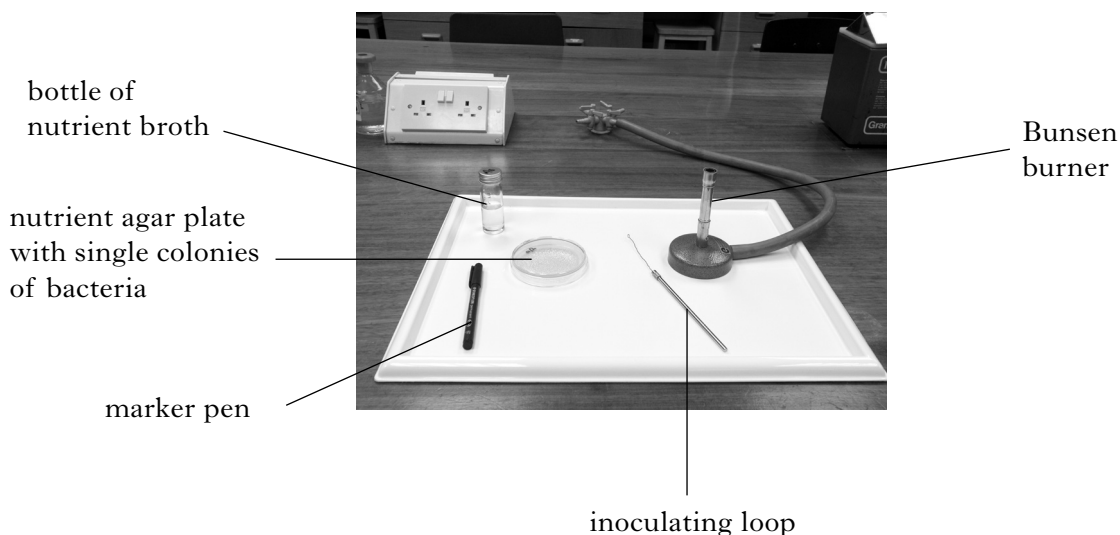 bottle of
nutrient broth
Bunsen
burner
nutrient agar plate
with single colonies
of bacteria
marker pen
inoculating loop